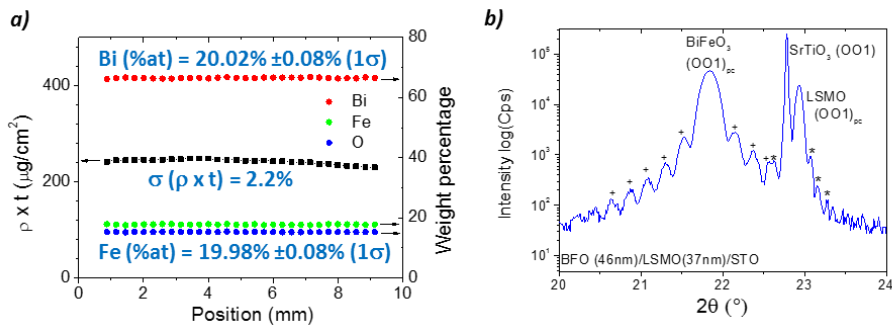 a)
Bi (%at) = 20.02% ±0.08% (1σ)
Bi
Fe
O
σ (ρ x t) = 2.2%
Fe (%at) = 19.98% ±0.08% (1σ)
ρ x t (μg/cm²)
0
200
400
Weight percentage
0
20
40
60
80
0 2 4 6 8 10
Position (mm)
b)
BiFeO₃
(OO1)pc
SrTiO₃ (OO1)
LSMO
(OO1)pc
+ + + + + + + + * * * *
Intensity log(Cps)
10⁵
10⁴
10³
10²
10¹
BFO (46nm)/LSMO(37nm)/STO
20 21 22 23 24
2θ (°)